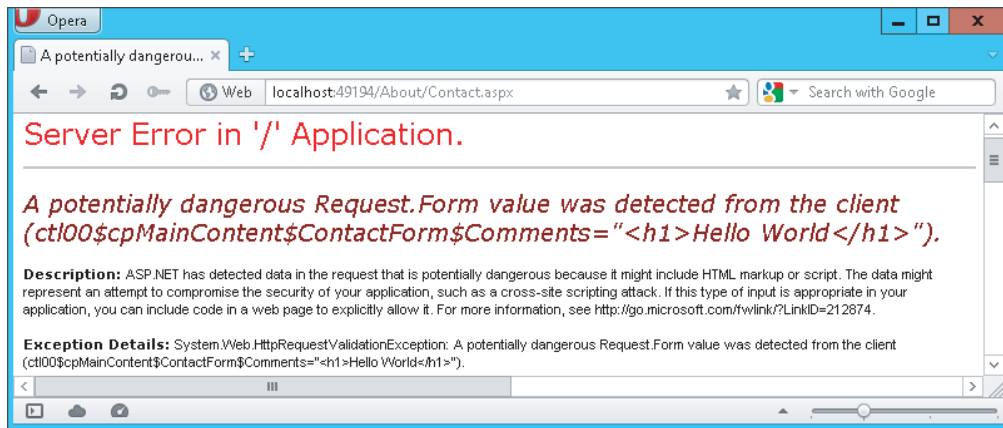 Opera
A potentially dangerou...
Web localhost:49194/About/Contact.aspx Search with Google
Server Error in '/' Application.
A potentially dangerous Request.Form value was detected from the client
(ctl00$cpMainContent$ContactForm$Comments="<h1>Hello World</h1>").
Description: ASP.NET has detected data in the request that is potentially dangerous because it might include HTML markup or script. The data might
represent an attempt to compromise the security of your application, such as a cross-site scripting attack. If this type of input is appropriate in your
application, you can include code in a web page to explicitly allow it. For more information, see http://go.microsoft.com/fwlink/?LinkID=212874.
Exception Details: System.Web.HttpRequestValidationException: A potentially dangerous Request.Form value was detected from the client
(ctl00$cpMainContent$ContactForm$Comments="<h1>Hello World</h1>").